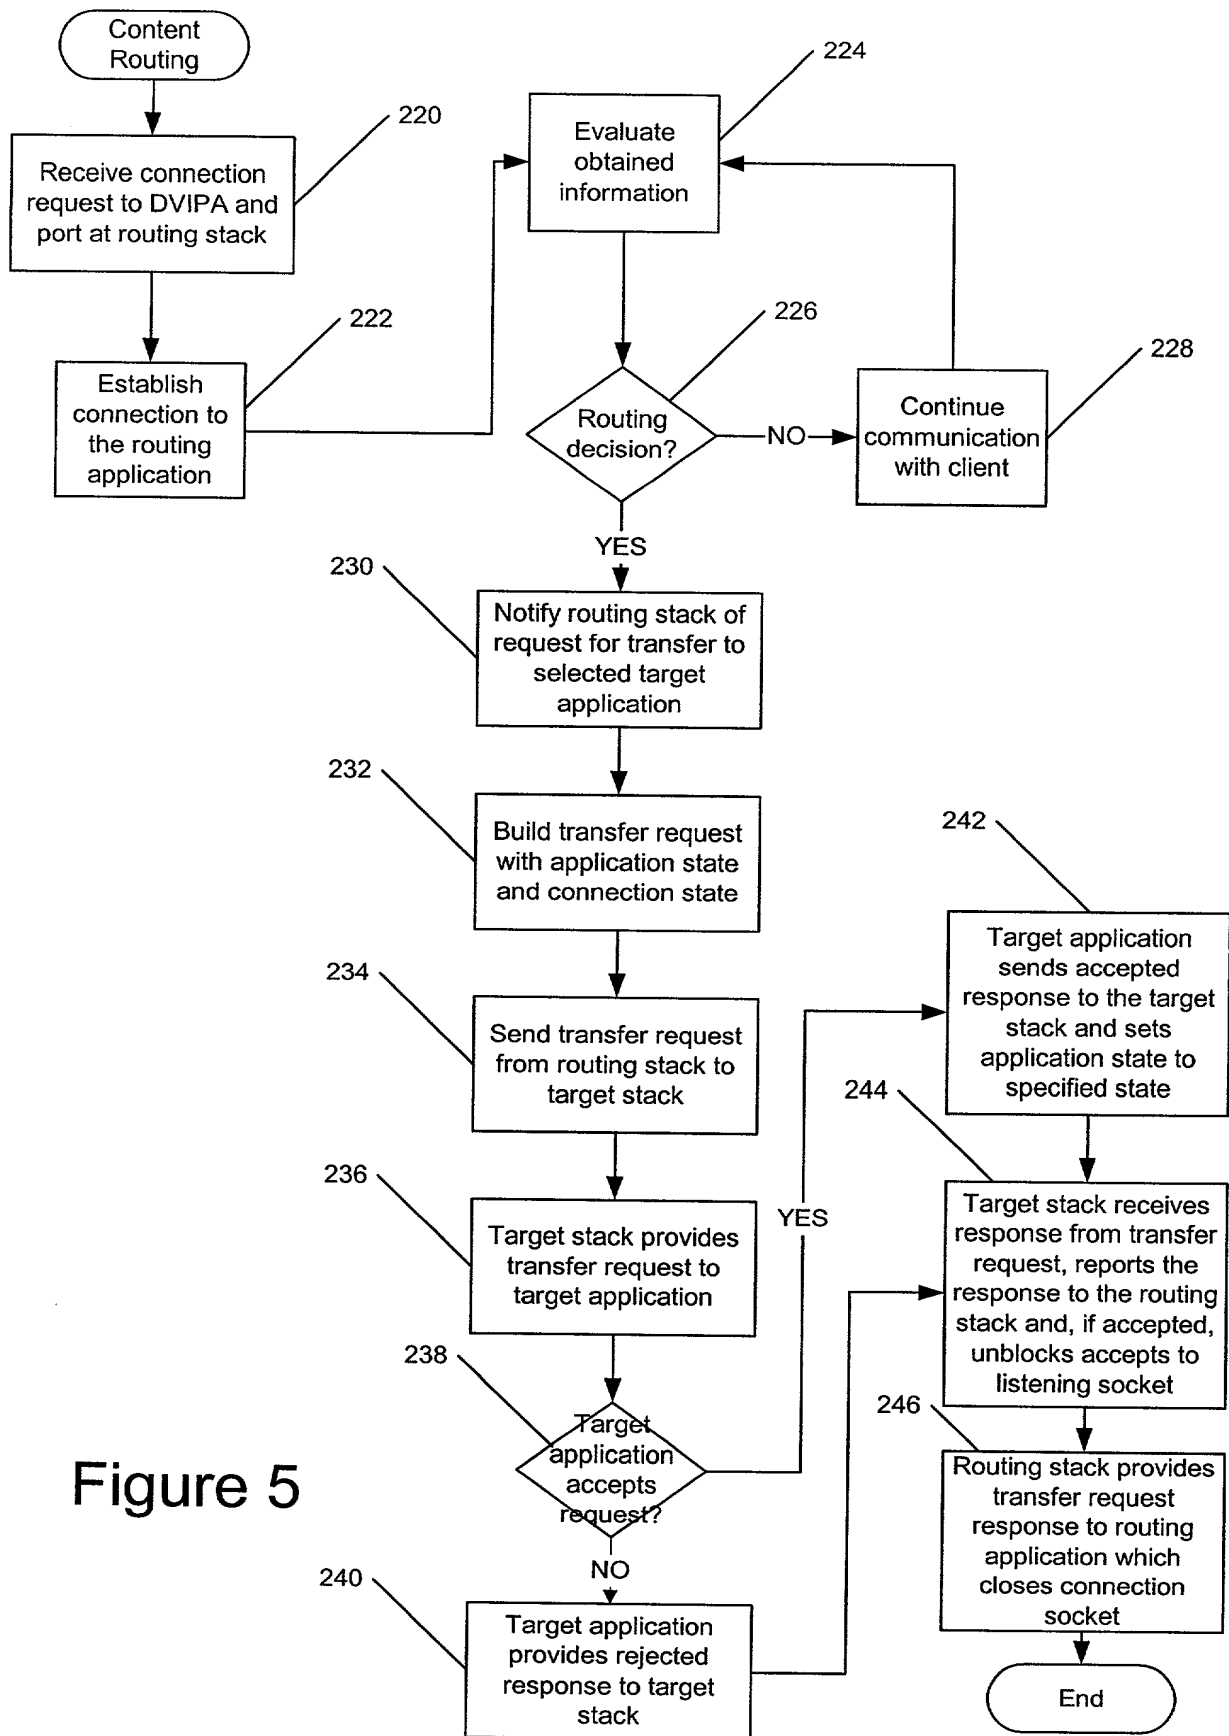 Content
Routing
220
Receive connection
request to DVIPA and
port at routing stack
222
Establish
connection to
the routing
application
224
Evaluate
obtained
information
226
Routing
decision?
NO
228
Continue
communication
with client
YES
230
Notify routing stack of
request for transfer to
selected target
application
232
Build transfer request
with application state
and connection state
234
Send transfer request
from routing stack to
target stack
236
Target stack provides
transfer request to
target application
238
Target
application
accepts
request?
YES
NO
240
Target application
provides rejected
response to target
stack
242
Target application
sends accepted
response to the target
stack and sets
application state to
specified state
244
Target stack receives
response from transfer
request, reports the
response to the routing
stack and, if accepted,
unblocks accepts to
listening socket
246
Routing stack provides
transfer request
response to routing
application which
closes connection
socket
End
Figure 5